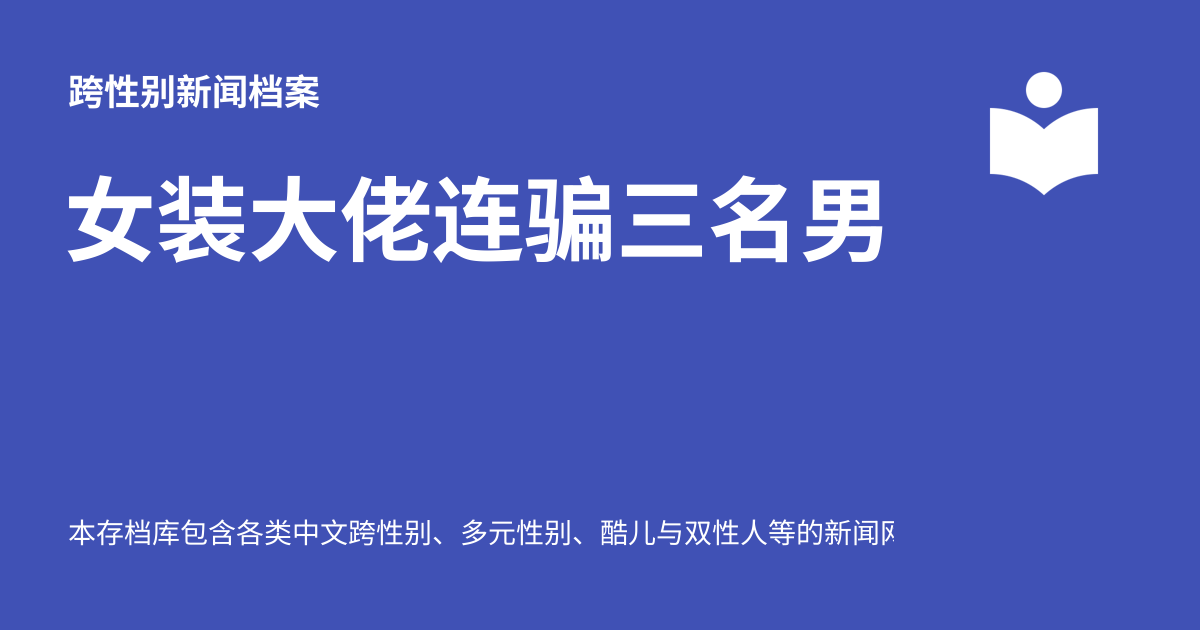 跨性别新闻档案
女装大佬连骗三名男
本存档库包含各类中文跨性别、多元性别、酷儿与双性人等的新闻